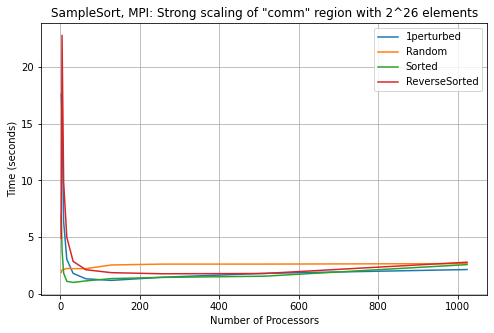 SampleSort, MPI: Strong scaling of "comm" region with 2^26 elements
1perturbed
Random
Sorted
ReverseSorted
Time (seconds)
20
15
10
5
0
0
200
400
600
800
1000
Number of Processors